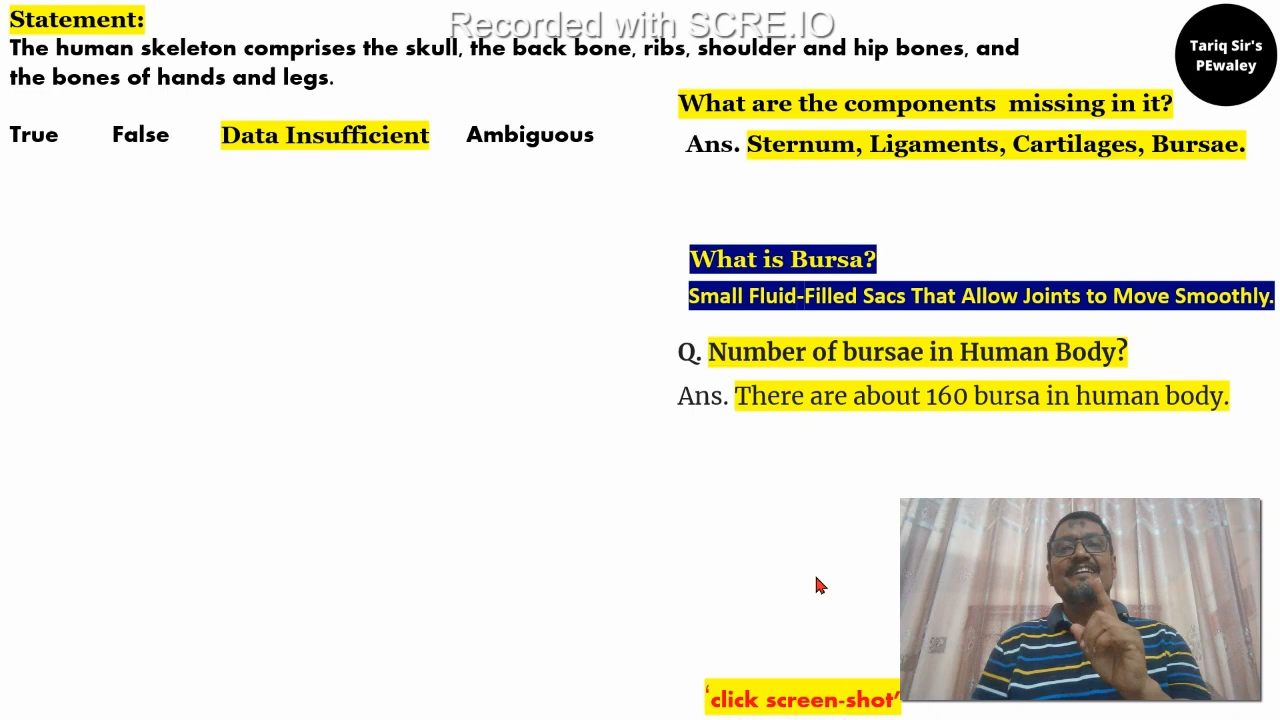 Recorded with SCRE.IO
Statement:
The human skeleton comprises the skull, the back bone, ribs, shoulder and hip bones, and
the bones of hands and legs.
True False Data Insufficient Ambiguous
Tariq Sir's
PEwaley
What are the components missing in it?
Ans. Sternum, Ligaments, Cartilages, Bursae.
What is Bursa?
Small Fluid-Filled Sacs That Allow Joints to Move Smoothly.
Q. Number of bursae in Human Body?
Ans. There are about 160 bursa in human body.
‘click screen-shot’